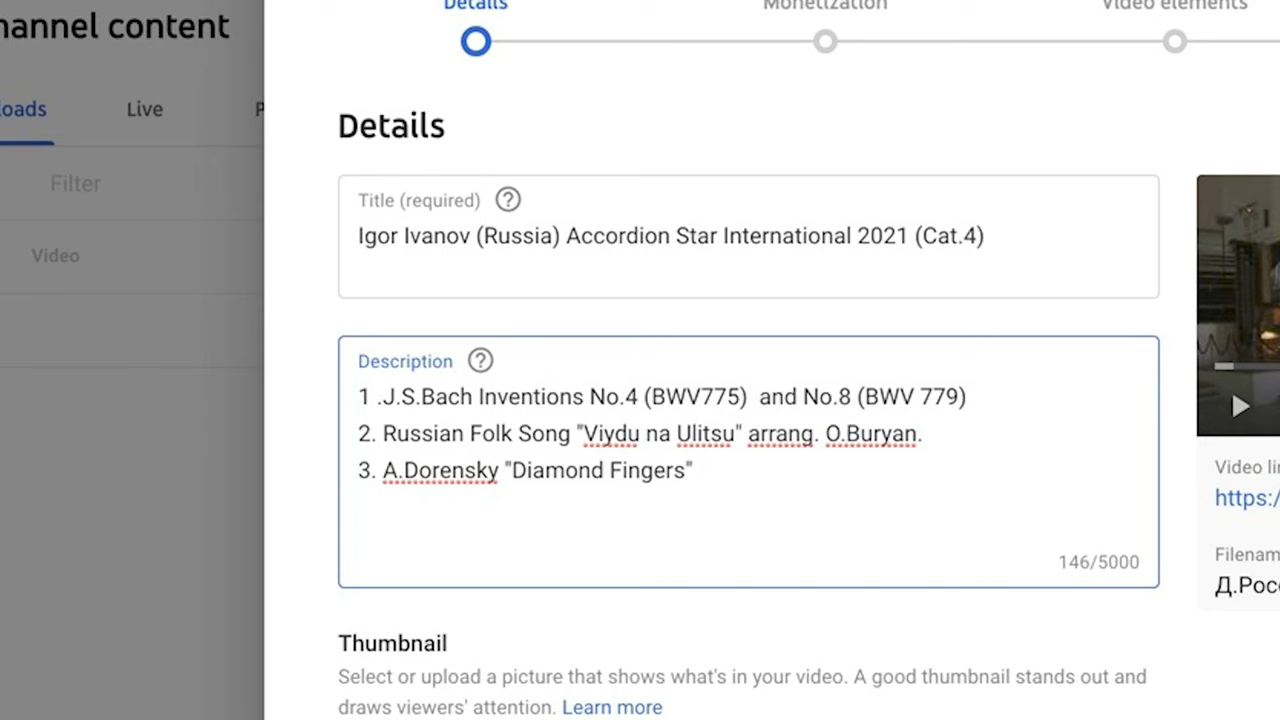 hannel content
Details
Monetization
Video elements
loads
Live
P
Details
Filter
Title (required)
Igor Ivanov (Russia) Accordion Star International 2021 (Cat.4)
Video
Description
1 .J.S.Bach Inventions No.4 (BWV775)  and No.8 (BWV 779)
2. Russian Folk Song "Viydu na Ulitsu" arrang. O.Buryan.
3. A.Dorensky "Diamond Fingers"
146/5000
Video li
https:/
Filenam
Д.Росс
Thumbnail
Select or upload a picture that shows what's in your video. A good thumbnail stands out and
draws viewers' attention. Learn more